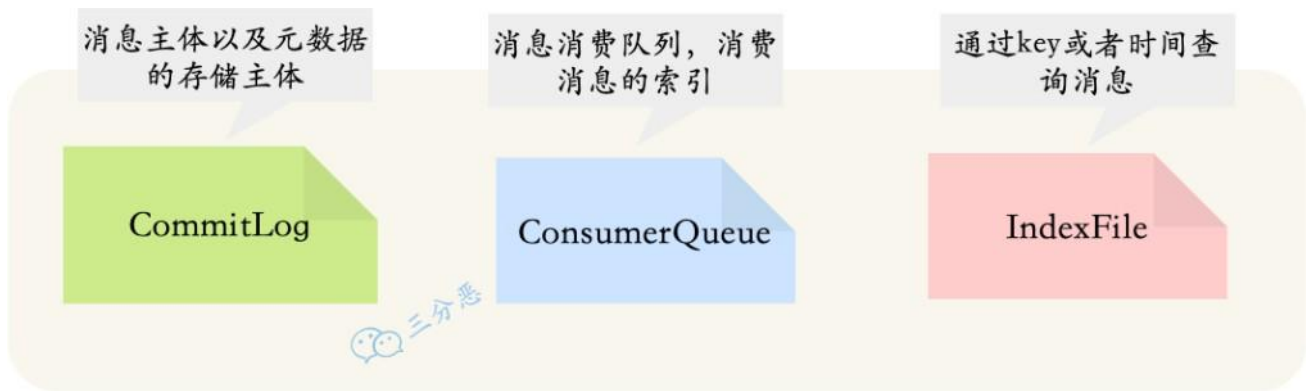 消息主体以及元数据
的存储主体
消息消费队列，消费
消息的索引
通过key或者时间查
询消息
CommitLog
ConsumerQueue
IndexFile
三分恶